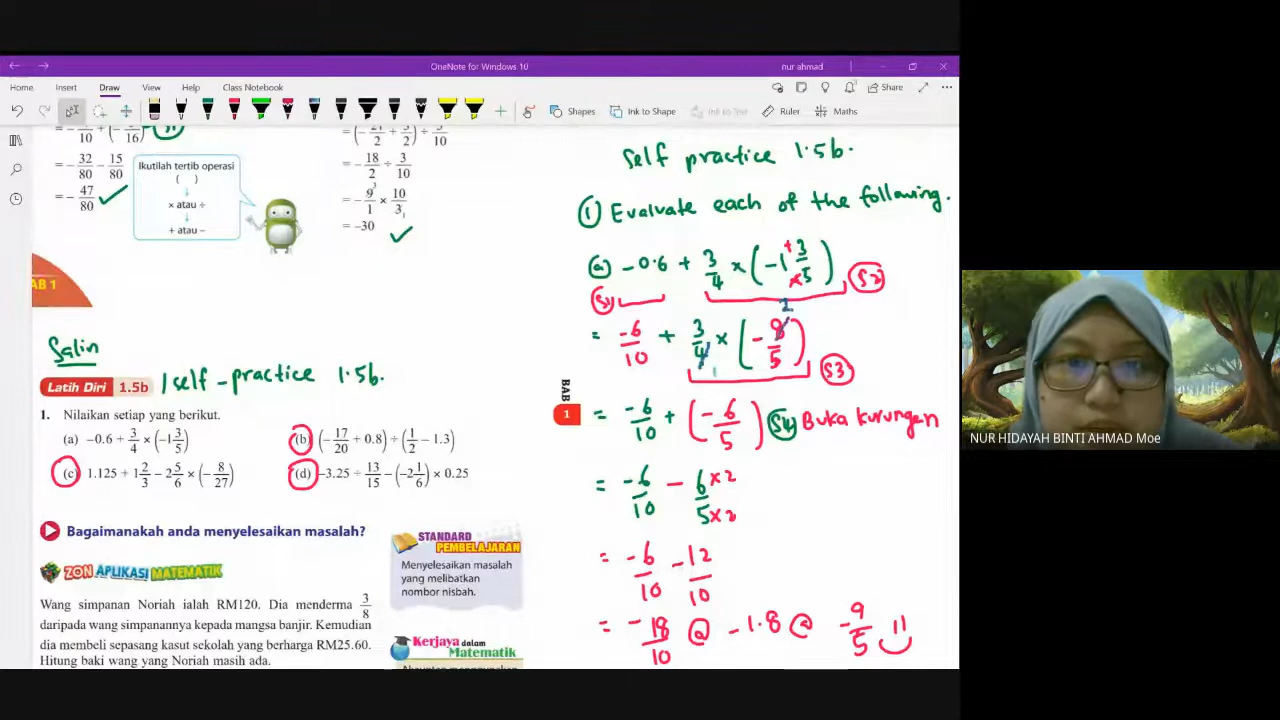 OneNote for Windows 10
nur ahmad
Home Insert Draw View Help Class Notebook
Share
Shapes Ink to Shape Ink to Text Ruler Maths
= - 32/80 - 15/80
= - 47/80
Ikutilah tertib operasi
( )
↓
× atau ÷
↓
+ atau −
= - 18/2 ÷ 3/10
= - 9/1 × 10/3
= -30
BAB 1
Salin
Latih Diri 1.5b /self-practice 1.5b.
1. Nilaikan setiap yang berikut.
(a) -0.6 + 3/4 × (-1 3/5) (b) (- 17/20 + 0.8) ÷ (1/2 - 1.3)
(c) 1.125 + 1 2/3 - 2 5/6 × (- 8/27) (d) -3.25 ÷ 13/15 - (-2 1/6) × 0.25
Bagaimanakah anda menyelesaikan masalah?
ZON APLIKASI MATEMATIK
Wang simpanan Noriah ialah RM120. Dia menderma 3/8
daripada wang simpanannya kepada mangsa banjir. Kemudian
dia membeli sepasang kasut sekolah yang berharga RM25.60.
Hitung baki wang yang Noriah masih ada.
STANDARD
PEMBELAJARAN
Menyelesaikan masalah
yang melibatkan
nombor nisbah.
Kerjaya dalam
Matematik
BAB
1
Self practice 1.5b.
① Evaluate each of the following.
(a) -0.6 + 3/4 × (-1 + 3/5) S2
S1 ×
= -6/10 + 3/4 × (- 8/5) S3
2
1
= -6/10 + (- 6/5) S4 Buka kurungan
= -6/10 - 6/5 ×2 ×2
= -6/10 - 12/10
= - 18/10 @ -1.8 @ -9/5
NUR HIDAYAH BINTI AHMAD Moe